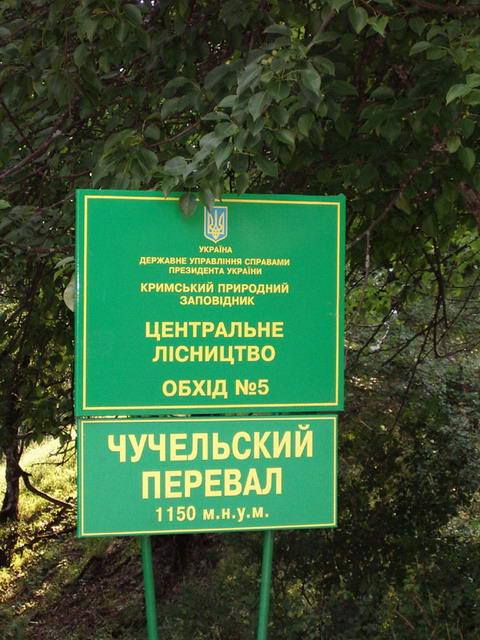 УКРАЇНА
ДЕРЖАВНЕ УПРАВЛІННЯ СПРАВАМИ
ПРЕЗИДЕНТА УКРАЇНИ
КРИМСЬКИЙ ПРИРОДНИЙ
ЗАПОВІДНИК
ЦЕНТРАЛЬНЕ
ЛІСНИЦТВО
ОБХІД №5
ЧУЧЕЛЬСКИЙ
ПЕРЕВАЛ
1150 м.н.у.м.